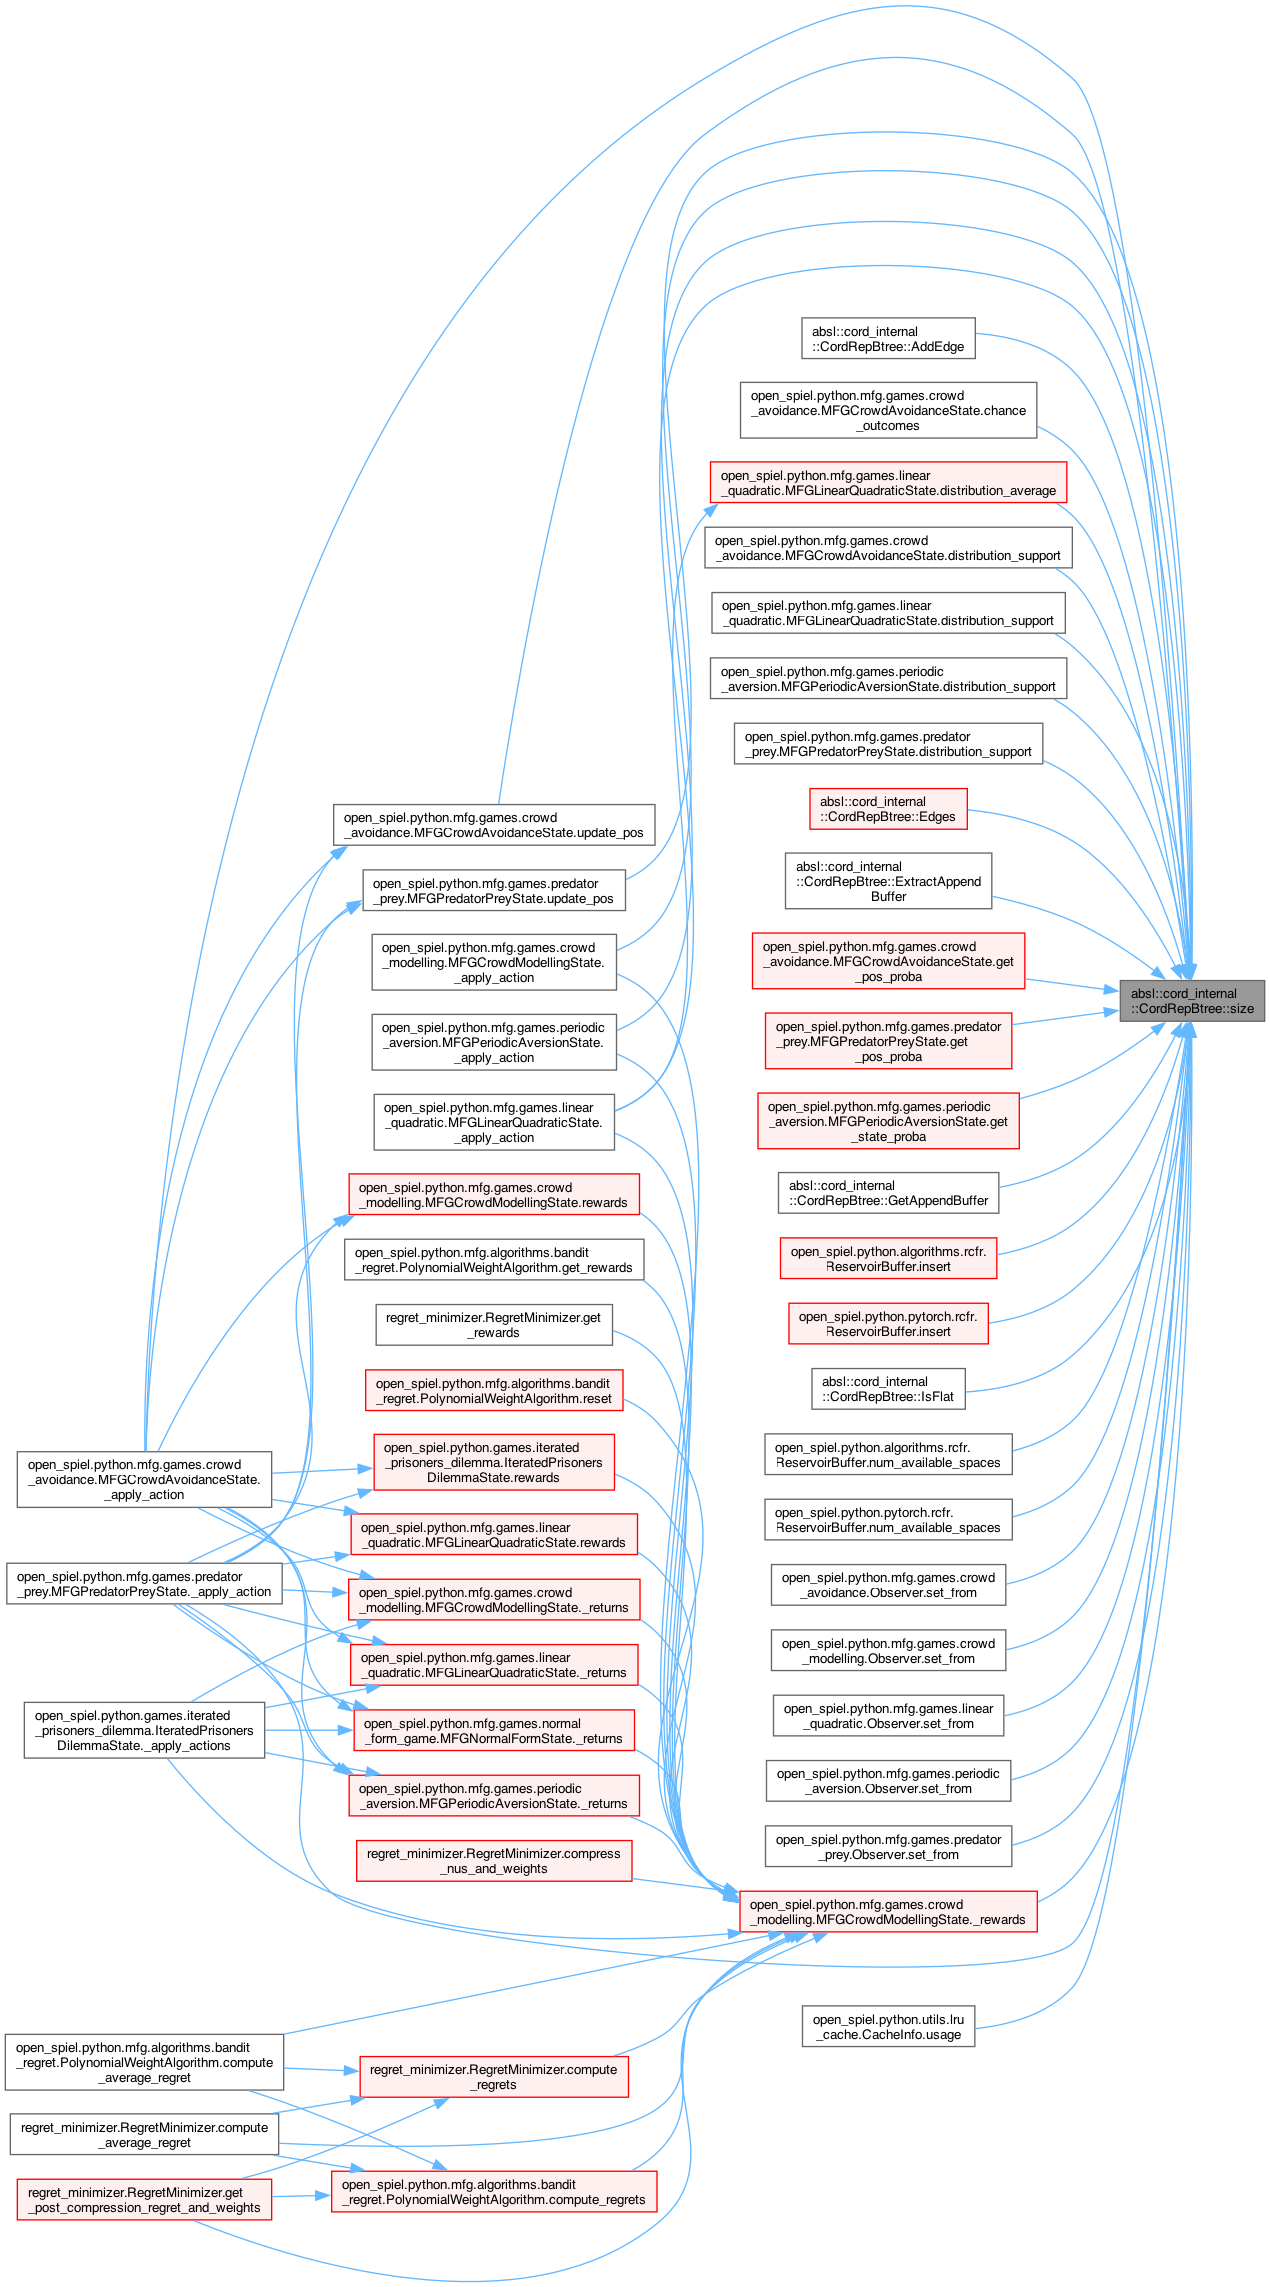 absl::cord_internal
::CordRepBtree::AddEdge
open_spiel.python.mfg.games.crowd
_avoidance.MFGCrowdAvoidanceState.chance
_outcomes
open_spiel.python.mfg.games.linear
_quadratic.MFGLinearQuadraticState.distribution_average
open_spiel.python.mfg.games.crowd
_avoidance.MFGCrowdAvoidanceState.distribution_support
open_spiel.python.mfg.games.linear
_quadratic.MFGLinearQuadraticState.distribution_support
open_spiel.python.mfg.games.periodic
_aversion.MFGPeriodicAversionState.distribution_support
open_spiel.python.mfg.games.predator
_prey.MFGPredatorPreyState.distribution_support
absl::cord_internal
::CordRepBtree::Edges
absl::cord_internal
::CordRepBtree::ExtractAppend
Buffer
open_spiel.python.mfg.games.crowd
_avoidance.MFGCrowdAvoidanceState.get
_pos_proba
absl::cord_internal
::CordRepBtree::size
open_spiel.python.mfg.games.predator
_prey.MFGPredatorPreyState.get
_pos_proba
open_spiel.python.mfg.games.periodic
_aversion.MFGPeriodicAversionState.get
_state_proba
absl::cord_internal
::CordRepBtree::GetAppendBuffer
open_spiel.python.algorithms.rcfr.
ReservoirBuffer.insert
open_spiel.python.pytorch.rcfr.
ReservoirBuffer.insert
absl::cord_internal
::CordRepBtree::IsFlat
open_spiel.python.algorithms.rcfr.
ReservoirBuffer.num_available_spaces
open_spiel.python.pytorch.rcfr.
ReservoirBuffer.num_available_spaces
open_spiel.python.mfg.games.crowd
_avoidance.Observer.set_from
open_spiel.python.mfg.games.crowd
_modelling.Observer.set_from
open_spiel.python.mfg.games.linear
_quadratic.Observer.set_from
open_spiel.python.mfg.games.periodic
_aversion.Observer.set_from
open_spiel.python.mfg.games.predator
_prey.Observer.set_from
open_spiel.python.mfg.games.crowd
_modelling.MFGCrowdModellingState._rewards
open_spiel.python.utils.lru
_cache.CacheInfo.usage
open_spiel.python.mfg.games.crowd
_avoidance.MFGCrowdAvoidanceState.update_pos
open_spiel.python.mfg.games.predator
_prey.MFGPredatorPreyState.update_pos
open_spiel.python.mfg.games.crowd
_modelling.MFGCrowdModellingState.
_apply_action
open_spiel.python.mfg.games.periodic
_aversion.MFGPeriodicAversionState.
_apply_action
open_spiel.python.mfg.games.linear
_quadratic.MFGLinearQuadraticState.
_apply_action
open_spiel.python.mfg.games.crowd
_modelling.MFGCrowdModellingState.rewards
open_spiel.python.mfg.algorithms.bandit
_regret.PolynomialWeightAlgorithm.get_rewards
regret_minimizer.RegretMinimizer.get
_rewards
open_spiel.python.mfg.algorithms.bandit
_regret.PolynomialWeightAlgorithm.reset
open_spiel.python.games.iterated
_prisoners_dilemma.IteratedPrisoners
DilemmaState.rewards
open_spiel.python.mfg.games.linear
_quadratic.MFGLinearQuadraticState.rewards
open_spiel.python.mfg.games.crowd
_modelling.MFGCrowdModellingState._returns
open_spiel.python.mfg.games.linear
_quadratic.MFGLinearQuadraticState._returns
open_spiel.python.mfg.games.normal
_form_game.MFGNormalFormState._returns
open_spiel.python.mfg.games.periodic
_aversion.MFGPeriodicAversionState._returns
regret_minimizer.RegretMinimizer.compress
_nus_and_weights
regret_minimizer.RegretMinimizer.compute
_regrets
open_spiel.python.mfg.algorithms.bandit
_regret.PolynomialWeightAlgorithm.compute_regrets
open_spiel.python.mfg.games.crowd
_avoidance.MFGCrowdAvoidanceState.
_apply_action
open_spiel.python.mfg.games.predator
_prey.MFGPredatorPreyState._apply_action
open_spiel.python.games.iterated
_prisoners_dilemma.IteratedPrisoners
DilemmaState._apply_actions
open_spiel.python.mfg.algorithms.bandit
_regret.PolynomialWeightAlgorithm.compute
_average_regret
regret_minimizer.RegretMinimizer.compute
_average_regret
regret_minimizer.RegretMinimizer.get
_post_compression_regret_and_weights